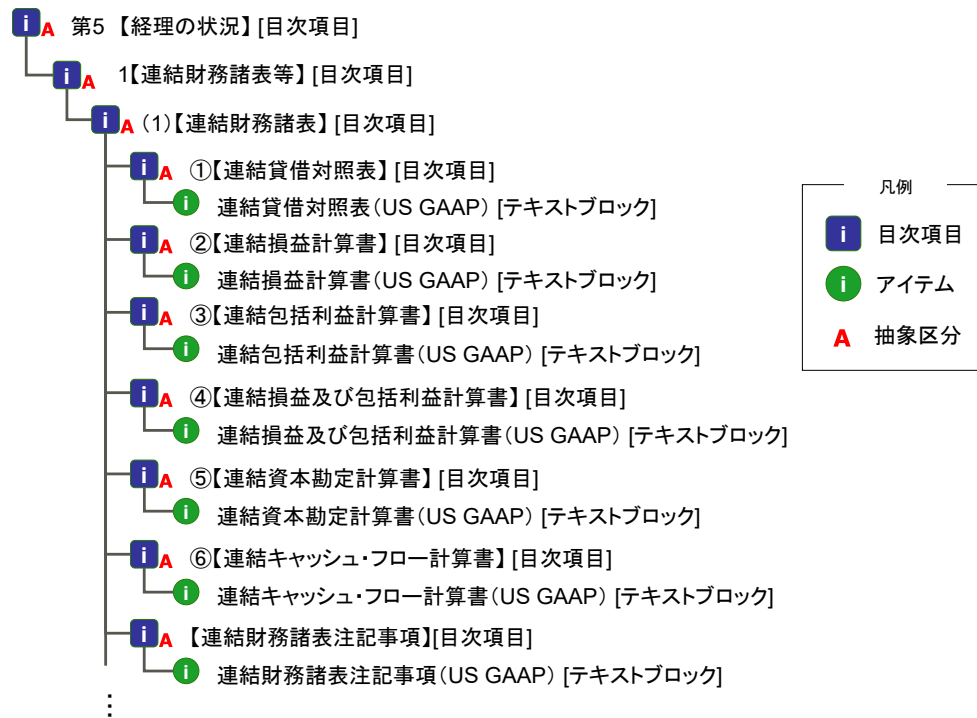 i A 第5 【経理の状況】 [目次項目]
i A 1【連結財務諸表等】 [目次項目]
i A (1)【連結財務諸表】 [目次項目]
i A ①【連結貸借対照表】 [目次項目]
i 連結貸借対照表(US GAAP) [テキストブロック]
i A ②【連結損益計算書】 [目次項目]
i 連結損益計算書(US GAAP) [テキストブロック]
i A ③【連結包括利益計算書】 [目次項目]
i 連結包括利益計算書(US GAAP) [テキストブロック]
i A ④【連結損益及び包括利益計算書】 [目次項目]
i 連結損益及び包括利益計算書(US GAAP) [テキストブロック]
i A ⑤【連結資本勘定計算書】 [目次項目]
i 連結資本勘定計算書(US GAAP) [テキストブロック]
i A ⑥【連結キャッシュ・フロー計算書】 [目次項目]
i 連結キャッシュ・フロー計算書(US GAAP) [テキストブロック]
i A 【連結財務諸表注記事項】[目次項目]
i 連結財務諸表注記事項(US GAAP) [テキストブロック]
⋮
凡例
i 目次項目
i アイテム
A 抽象区分